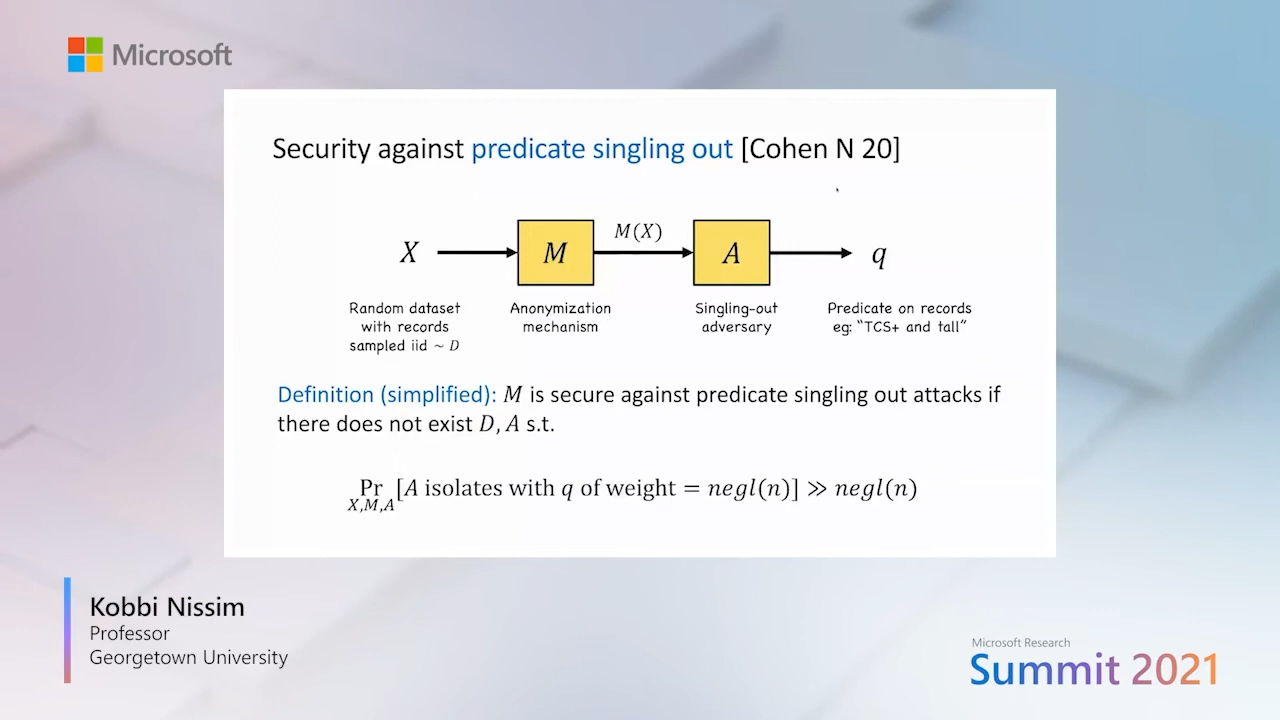 Microsoft
Security against predicate singling out [Cohen N 20]
M(X)
X
M
A
q
Random dataset
with records
sampled iid ~ D
Anonymization
mechanism
Singling-out
adversary
Predicate on records
eg: “TCS+ and tall”
Definition (simplified): M is secure against predicate singling out attacks if
there does not exist D, A s.t.
Pr [A isolates with q of weight = negl(n)] ≫ negl(n)
X,M,A
Kobbi Nissim
Professor
Georgetown University
Microsoft Research
Summit 2021